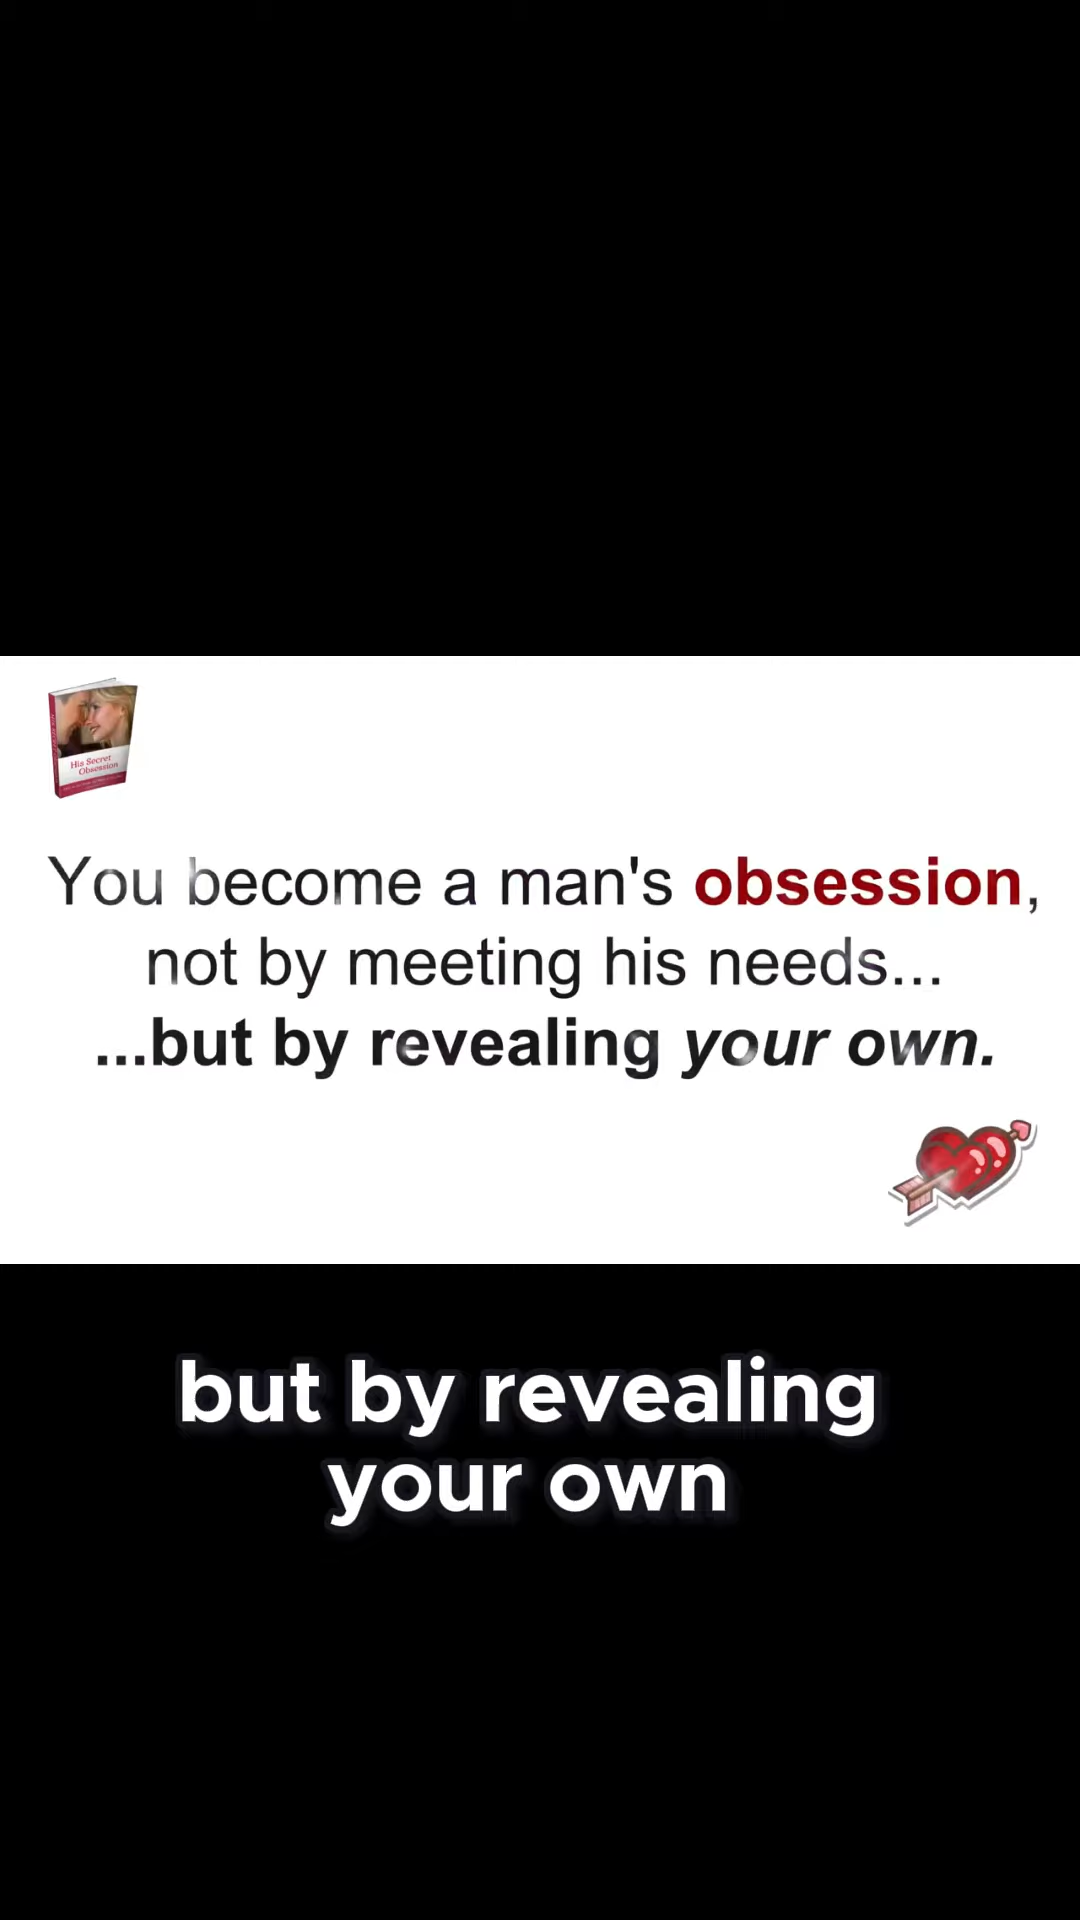 His Secret
Obsession
You become a man's obsession,
not by meeting his needs...
...but by revealing your own.
but by revealing
your own